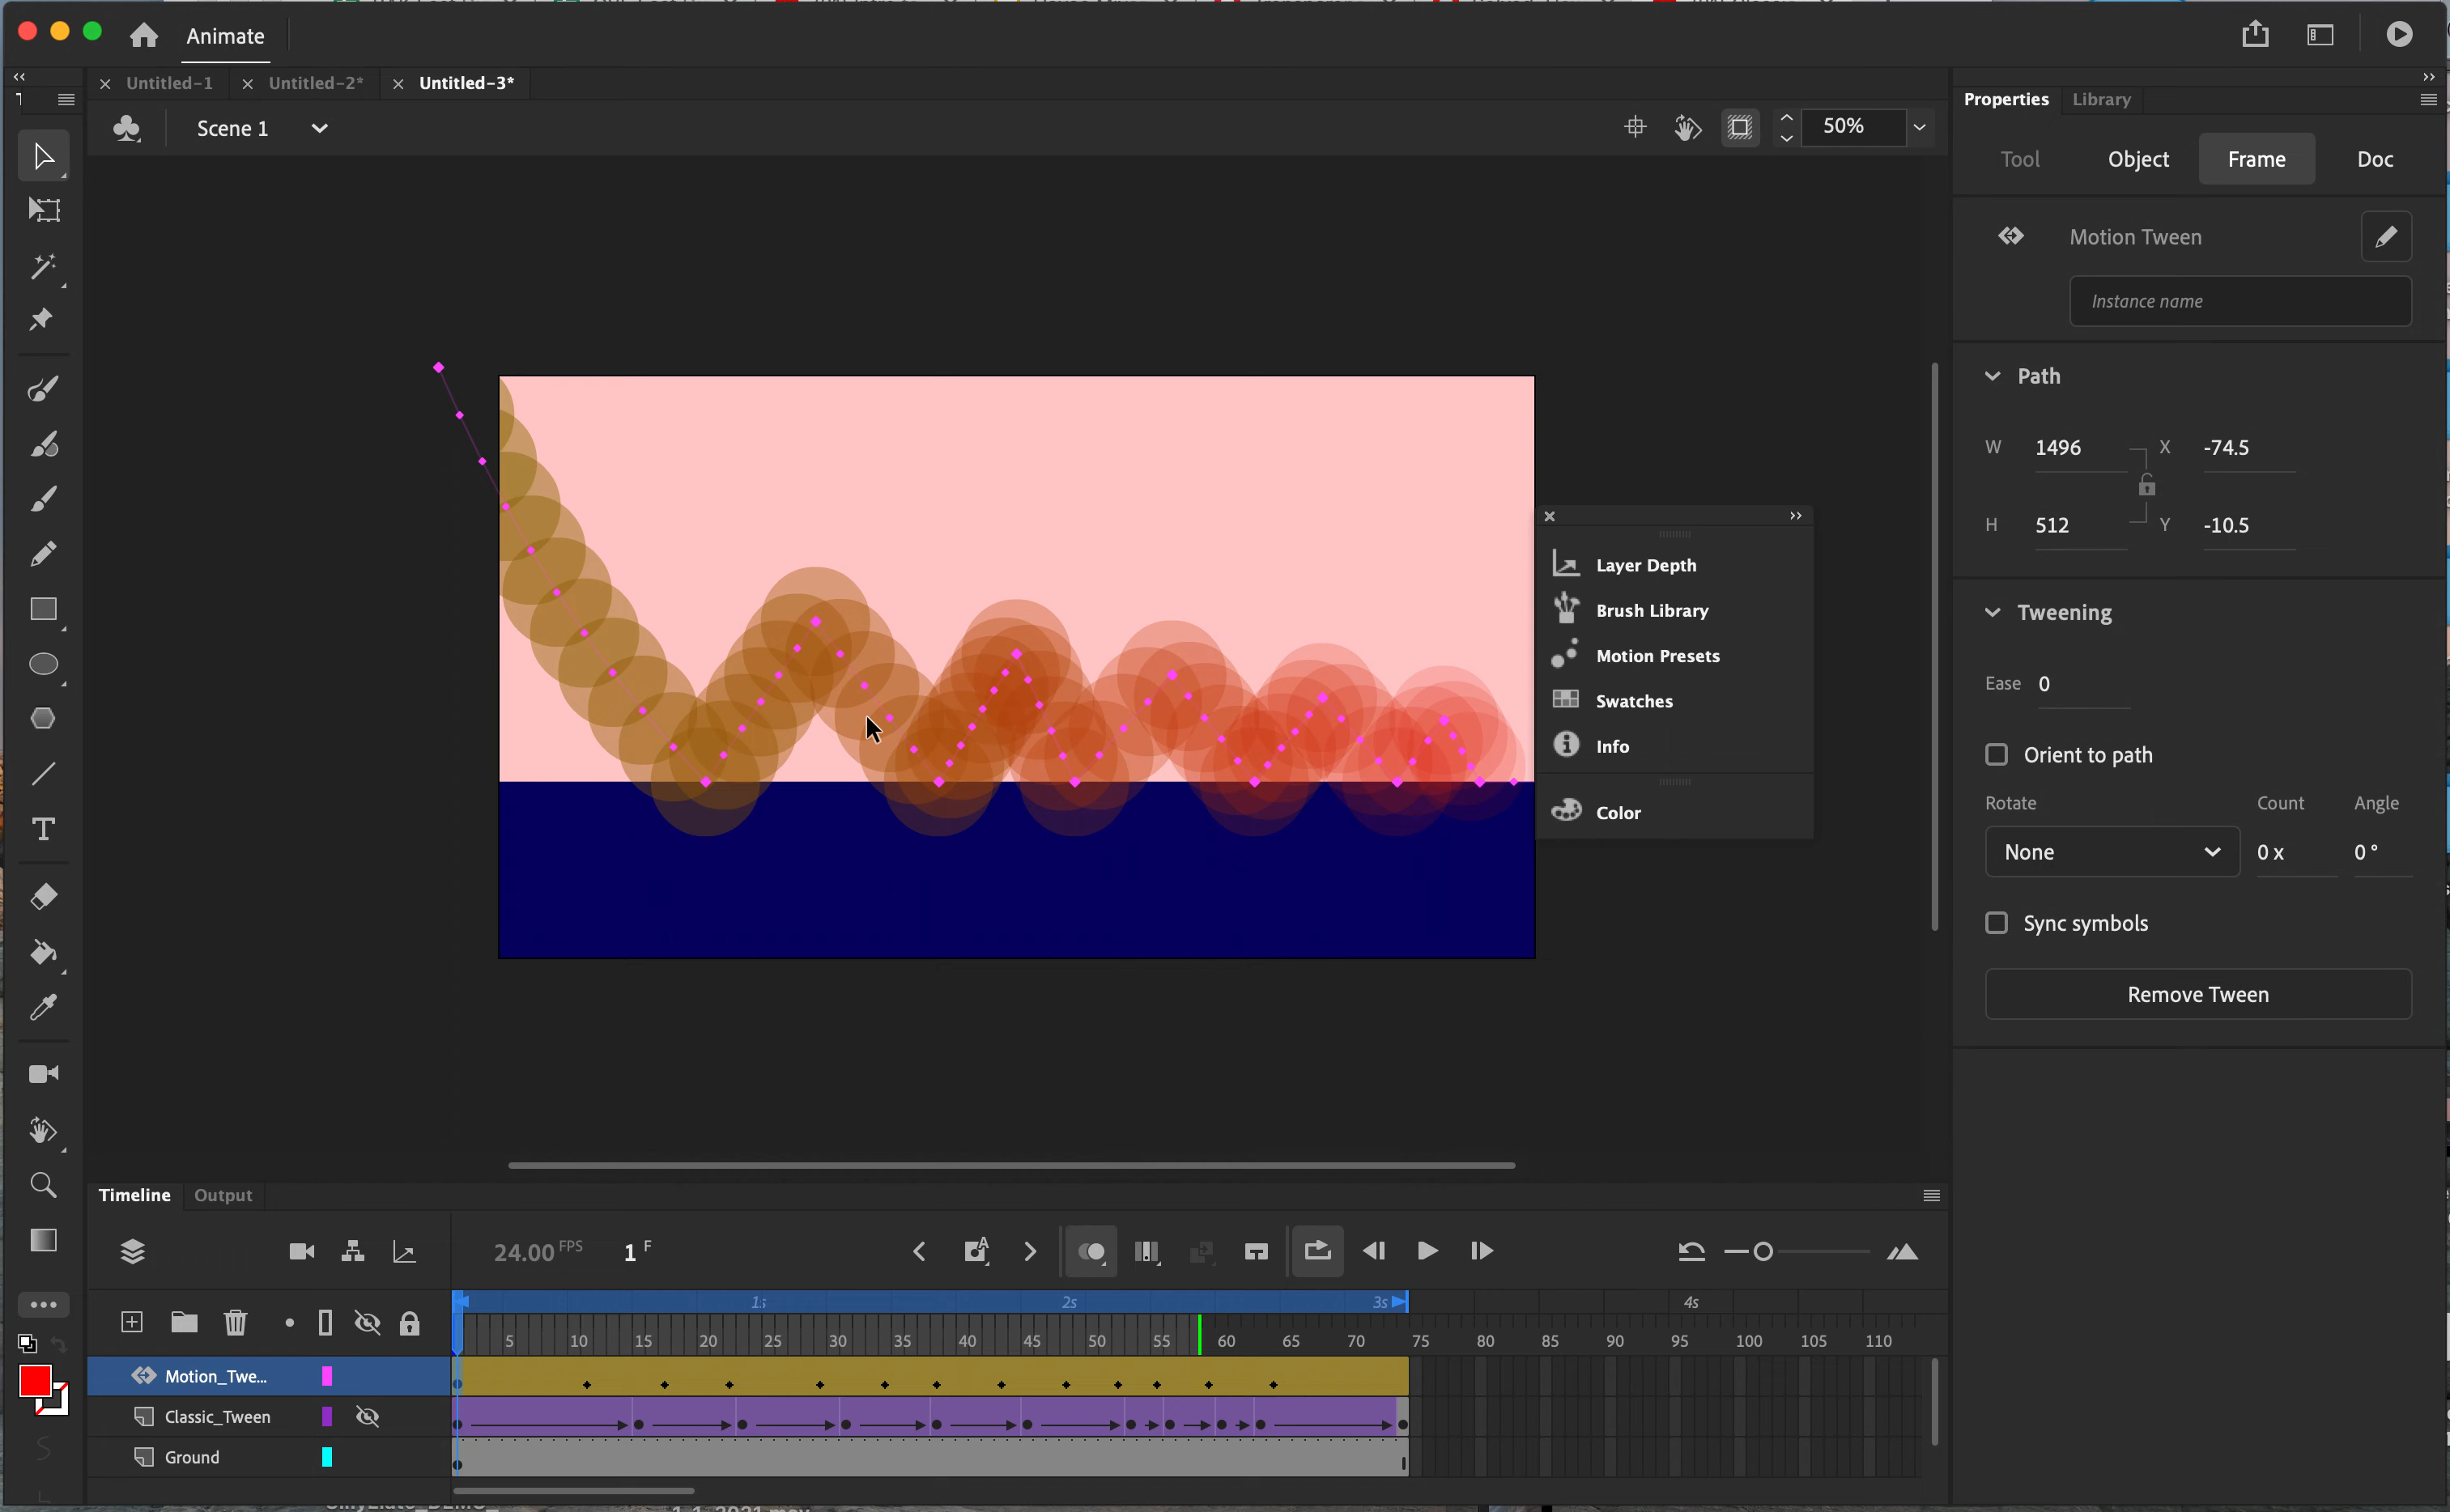 Animate
Untitled-1
Untitled-2*
Untitled-3*
Scene 1
50%
Properties
Library
Tool
Object
Frame
Doc
Motion Tween
Instance name
Path
W 1496 X -74.5
H 512 Y -10.5
Tweening
Ease 0
Orient to path
Rotate Count Angle
None 0 x 0°
Sync symbols
Remove Tween
Layer Depth
Brush Library
Motion Presets
Swatches
Info
Color
Timeline
Output
24.00 FPS
1 F
1s 2s 3s 4s
5 10 15 20 25 30 35 40 45 50 55 60 65 70 75 80 85 90 95 100 105 110
Motion_Twe...
Classic_Tween
Ground